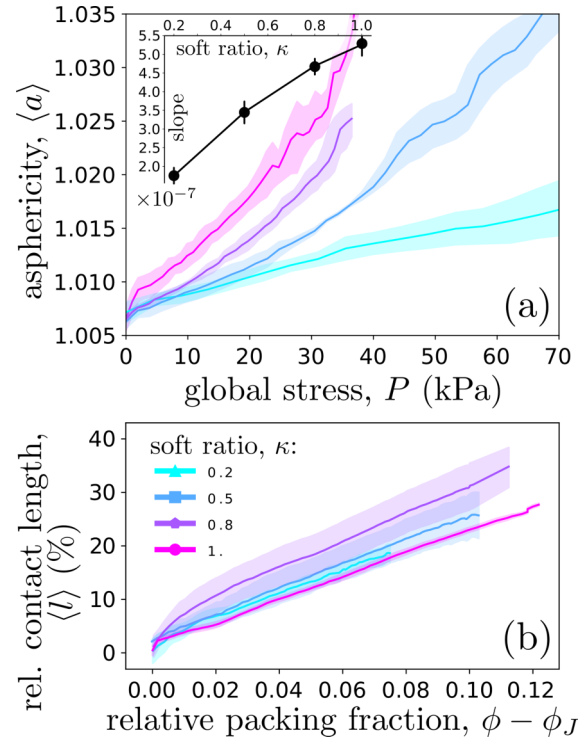 1.035
1.030
1.025
1.020
1.015
1.010
1.005
asphericity, ⟨a⟩
0.2 0.4 0.6 0.8 1.0
soft ratio, κ
5.5
5.0
4.5
4.0
3.5
3.0
2.5
2.0
×10⁻⁷
slope
(a)
0 10 20 30 40 50 60 70
global stress, P (kPa)
40
30
20
10
0
rel. contact length,
⟨l⟩ (%)
soft ratio, κ:
0.2
0.5
0.8
1.
(b)
0.00 0.02 0.04 0.06 0.08 0.10 0.12
relative packing fraction, ϕ − ϕ_J